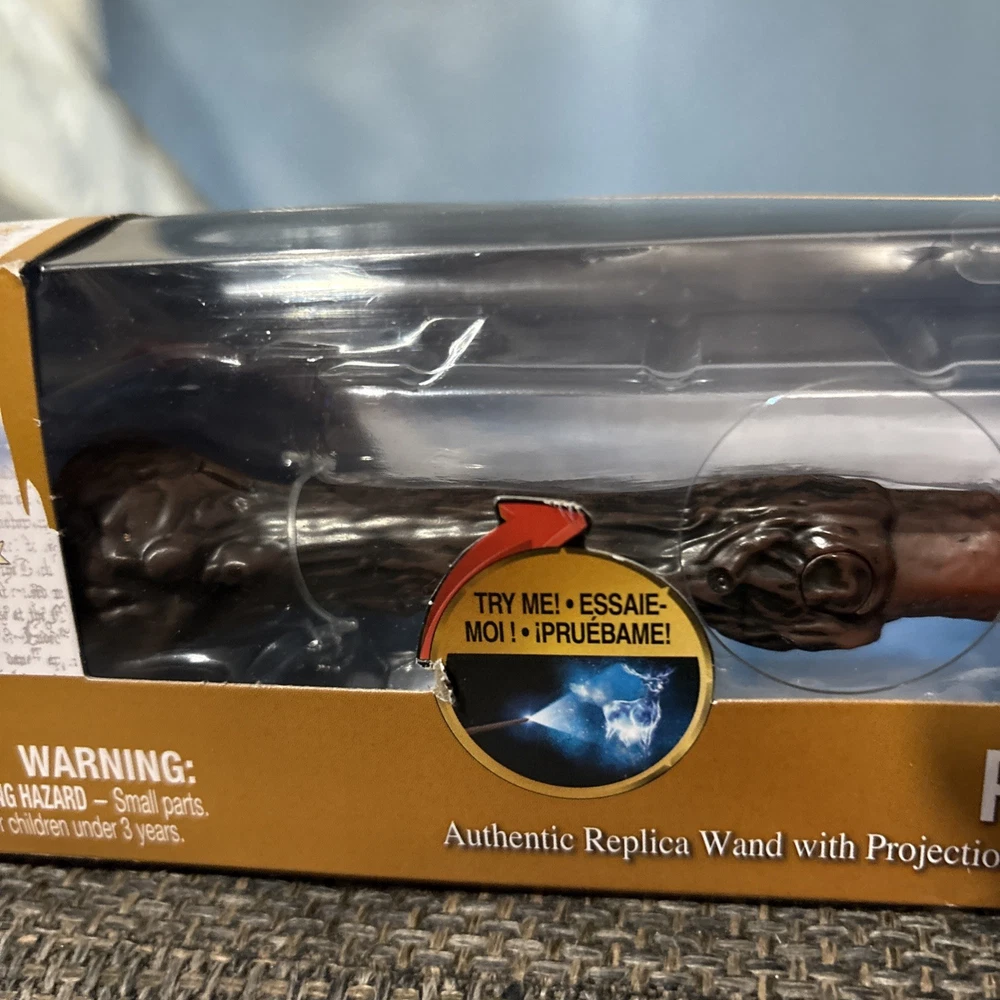 TRY ME! • ESSAIE-
MOI ! • ¡PRUÉBAME!
WARNING:
NG HAZARD – Small parts.
r children under 3 years.
Authentic Replica Wand with Projectio